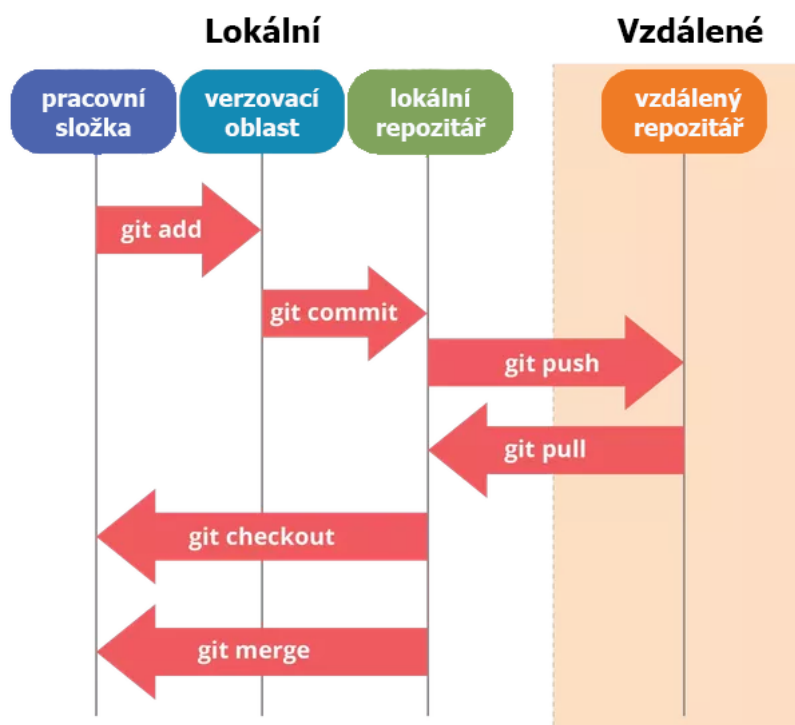 Lokální
Vzdálené
pracovní
složka
verzovací
oblast
lokální
repozitář
vzdálený
repozitář
git add
git commit
git push
git pull
git checkout
git merge